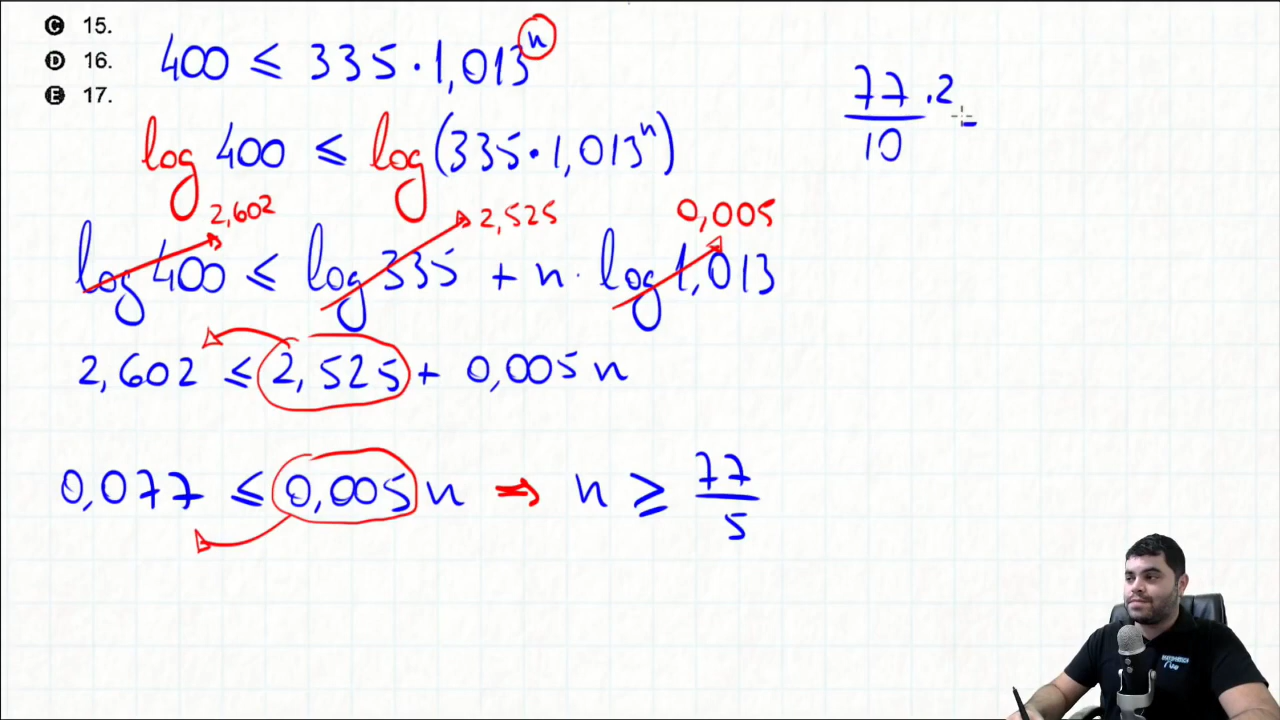 C 15.
D 16.
E 17.
400 ≤ 335 · 1,013ⁿ
log 400 ≤ log (335 · 1,013ⁿ)
2,602 2,525 0,005
log 400 ≤ log 335 + n · log 1,013
2,602 ≤ 2,525 + 0,005 n
0,077 ≤ 0,005 n ⇒ n ≥ 77/5
77/10 · 2